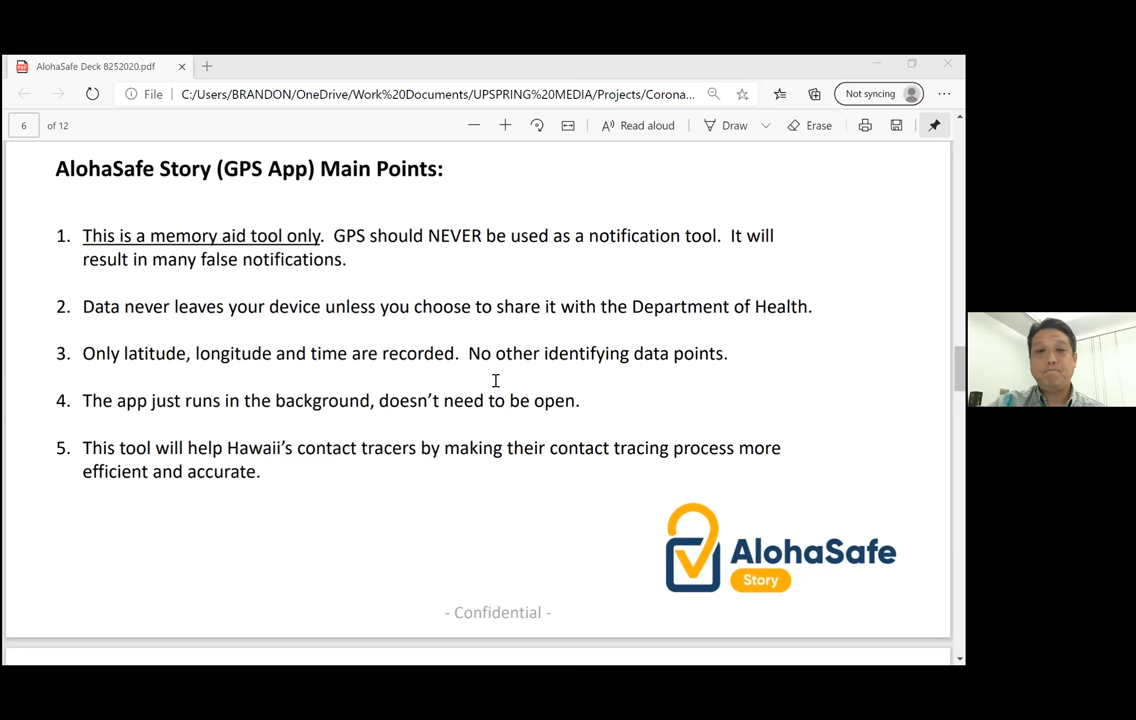 AlohaSafe Deck 8252020.pdf
File
C:/Users/BRANDON/OneDrive/Work%20Documents/UPSPRING%20MEDIA/Projects/Corona...
Not syncing
6 of 12
Read aloud
Draw
Erase
AlohaSafe Story (GPS App) Main Points:
1. This is a memory aid tool only. GPS should NEVER be used as a notification tool. It will
result in many false notifications.
2. Data never leaves your device unless you choose to share it with the Department of Health.
3. Only latitude, longitude and time are recorded. No other identifying data points.
4. The app just runs in the background, doesn’t need to be open.
5. This tool will help Hawaii’s contact tracers by making their contact tracing process more
efficient and accurate.
AlohaSafe
Story
- Confidential -